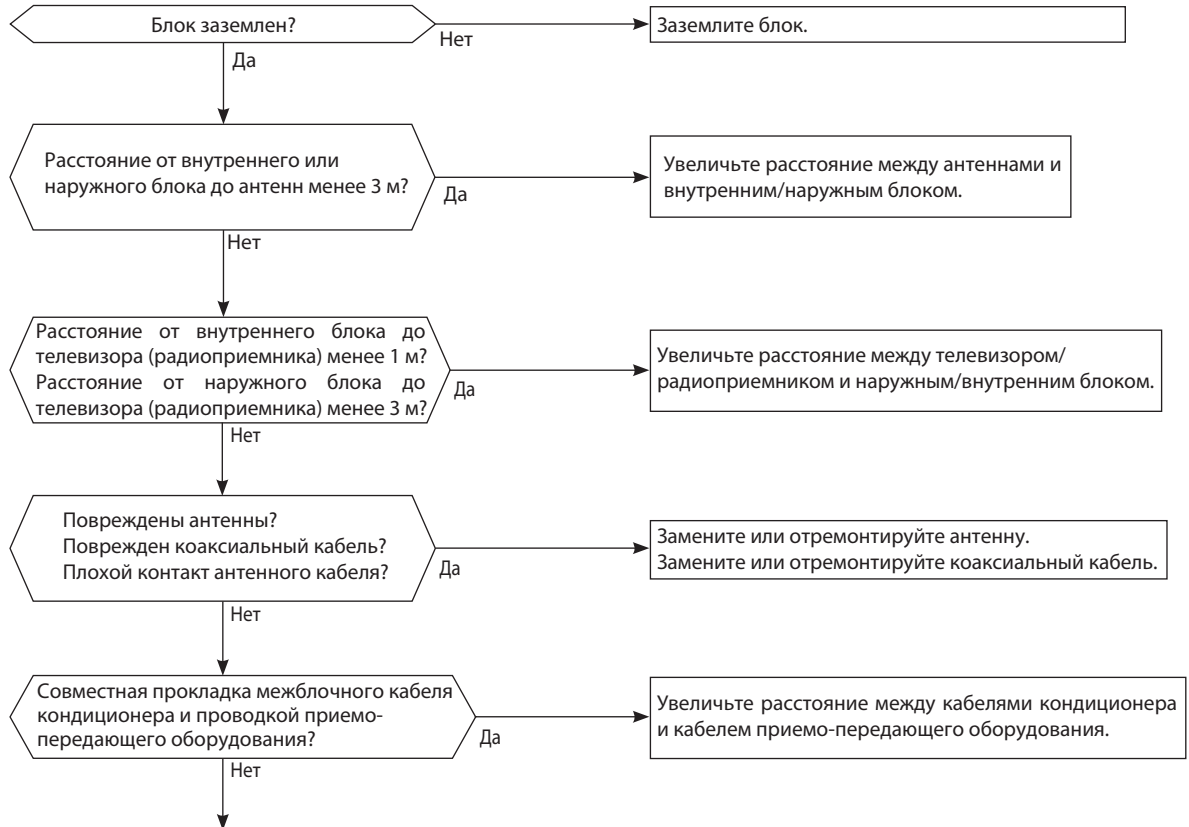 Блок заземлен?
Нет
Заземлите блок.
Да
Расстояние от внутреннего или
наружного блока до антенн менее 3 м?
Да
Увеличьте расстояние между антеннами и
внутренним/наружным блоком.
Нет
Расстояние от внутреннего блока до
телевизора (радиоприемника) менее 1 м?
Расстояние от наружного блока до
телевизора (радиоприемника) менее 3 м?
Да
Увеличьте расстояние между телевизором/
радиоприемником и наружным/внутренним блоком.
Нет
Повреждены антенны?
Поврежден коаксиальный кабель?
Плохой контакт антенного кабеля?
Да
Замените или отремонтируйте антенну.
Замените или отремонтируйте коаксиальный кабель.
Нет
Совместная прокладка межблочного кабеля
кондиционера и проводкой приемо-
передающего оборудования?
Да
Увеличьте расстояние между кабелями кондиционера
и кабелем приемо-передающего оборудования.
Нет